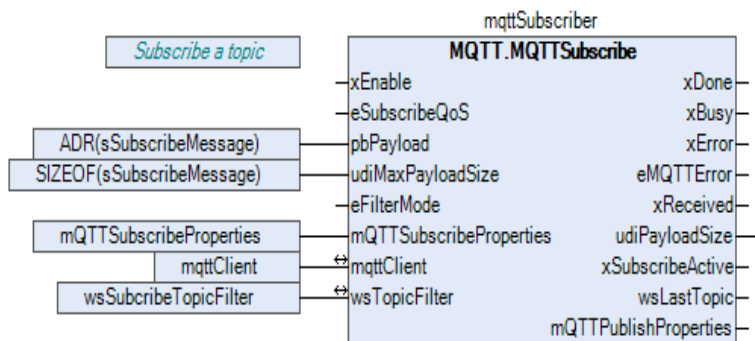 mqttSubscriber
Subscribe a topic
MQTT.MQTTSubscribe
xEnable xDone
eSubscribeQoS xBusy
ADR(sSubscribeMessage) pbPayload xError
SIZEOF(sSubscribeMessage) udiMaxPayloadSize eMQTTError
eFilterMode xReceived
mQTTSubscribeProperties mQTTSubscribeProperties udiPayloadSize
mqttClient mqttClient xSubscribeActive
wsSubcribeTopicFilter wsTopicFilter wsLastTopic
mQTTPublishProperties